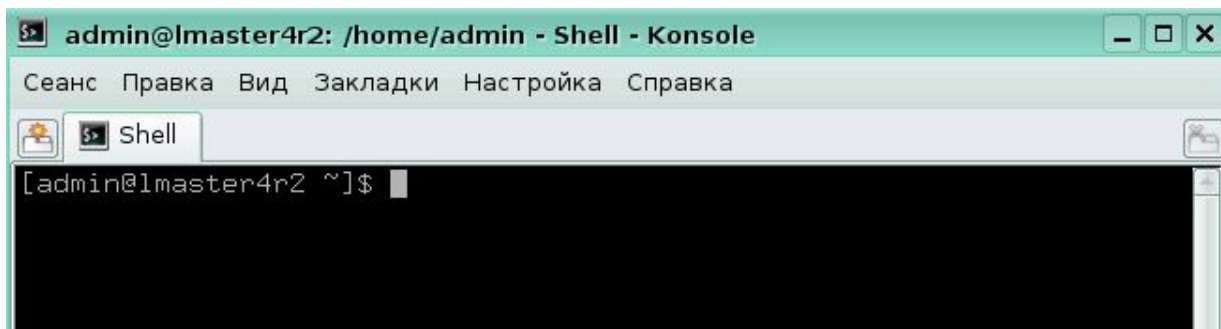 admin@lmaster4r2: /home/admin - Shell - Konsole
Сеанс Правка Вид Закладки Настройка Справка
Shell
[admin@lmaster4r2 ~]$